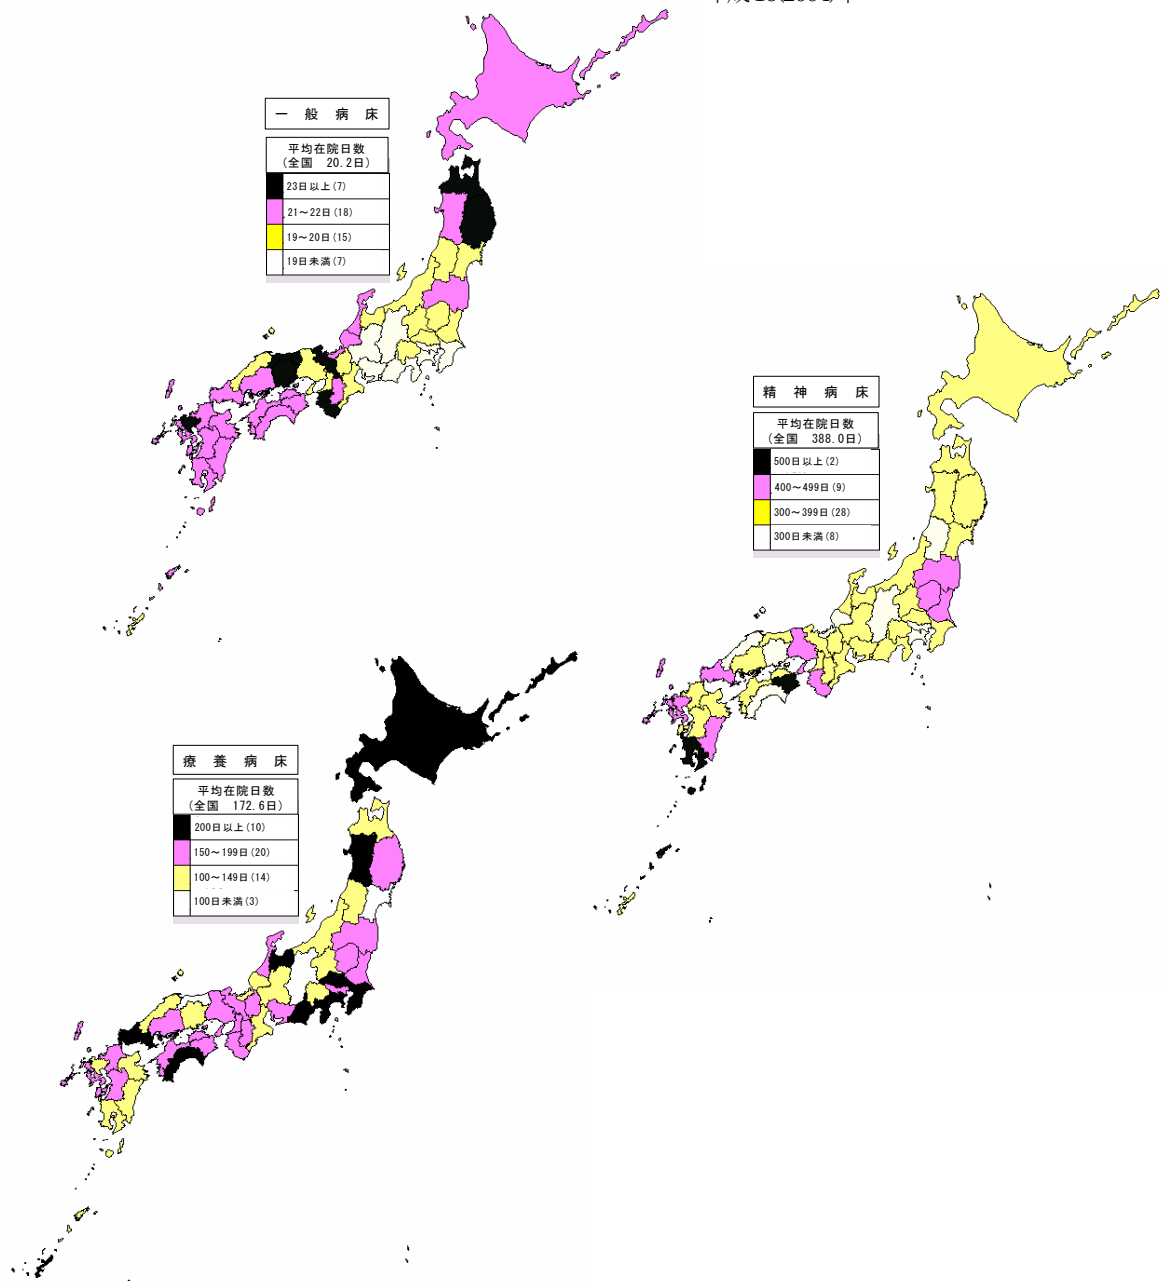 一般病床
平均在院日数
(全国 20.2日)
23日以上(7)
21～22日(18)
19～20日(15)
19日未満(7)
精神病床
平均在院日数
(全国 388.0日)
500日以上(2)
400～499日(9)
300～399日(28)
300日未満(8)
療養病床
平均在院日数
(全国 172.6日)
200日以上(10)
150～199日(20)
100～149日(14)
100日未満(3)